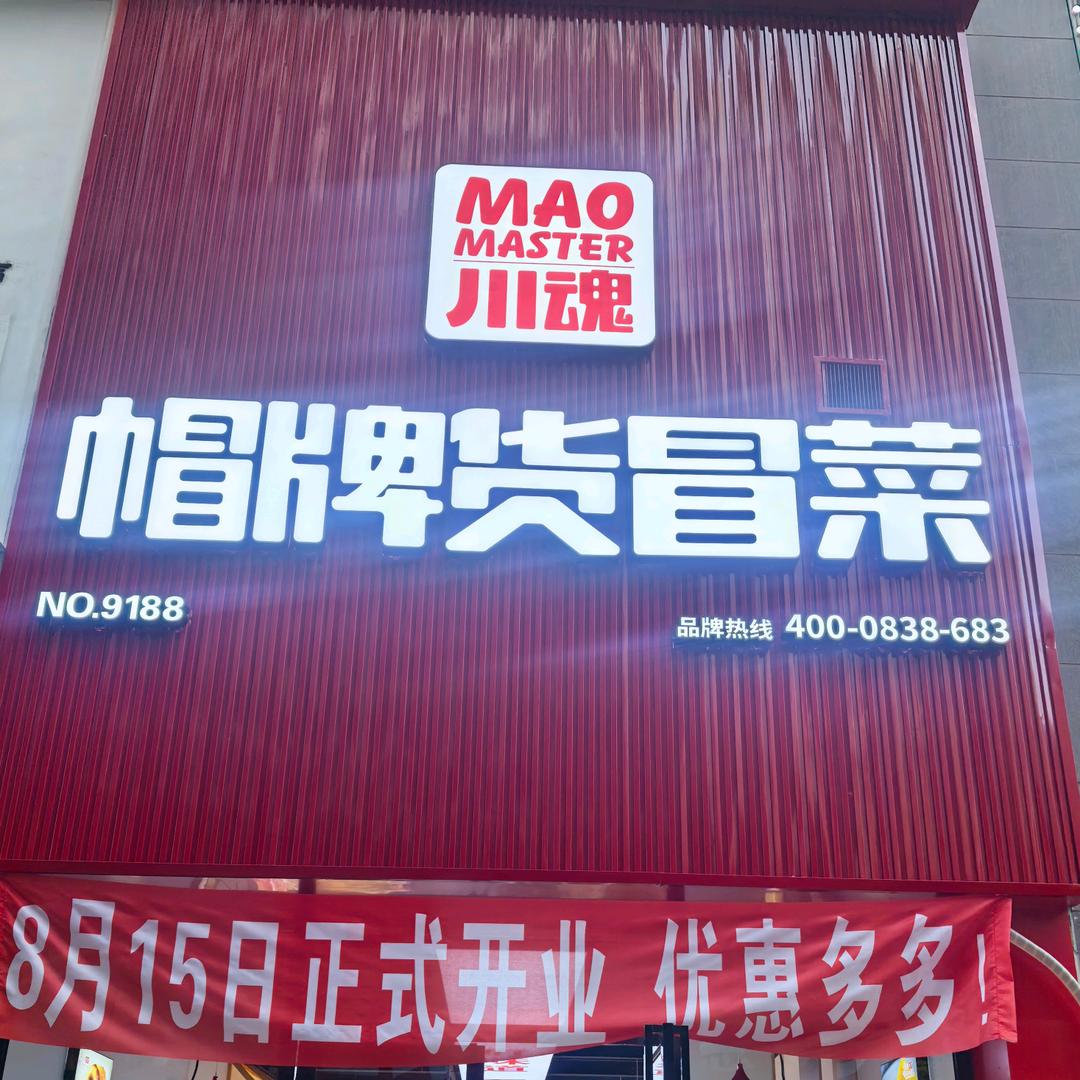 MAO
MASTER
川魂
帽牌货冒菜
NO.9188
品牌热线 400-0838-683
8月15日正式开业 优惠多多!